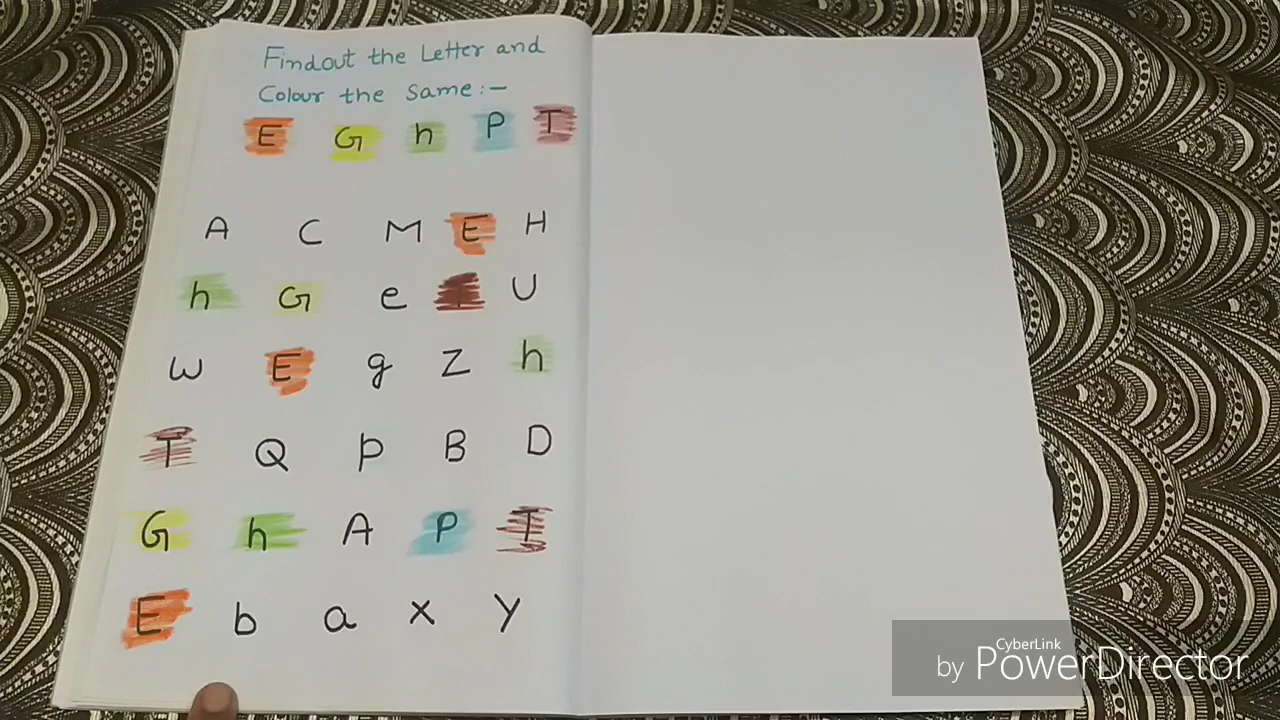 Findout the Letter and
Colour the Same :-
E G h P T
A C M E H
h G e T U
w E g Z h
T Q p B D
G h A P T
E b a x y
CyberLink
by PowerDirector